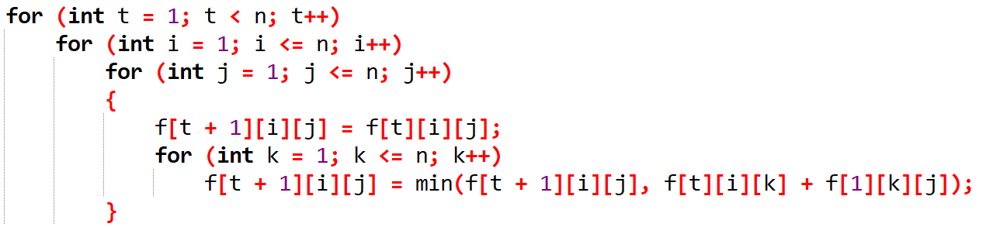 for (int t = 1; t < n; t++)
for (int i = 1; i <= n; i++)
for (int j = 1; j <= n; j++)
{
f[t + 1][i][j] = f[t][i][j];
for (int k = 1; k <= n; k++)
f[t + 1][i][j] = min(f[t + 1][i][j], f[t][i][k] + f[1][k][j]);
}